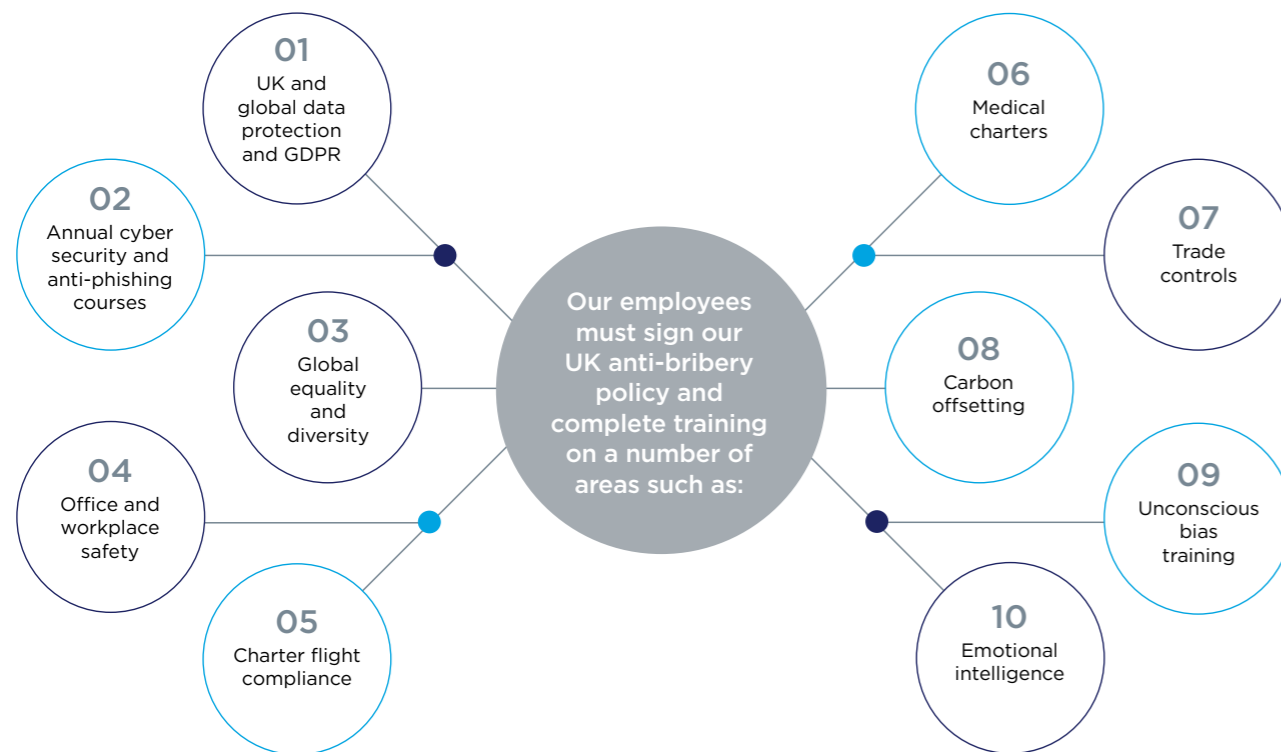 01
UK and
global data
protection
and GDPR
02
Annual cyber
security and
anti-phishing
courses
03
Global
equality
and
diversity
04
Office and
workplace
safety
05
Charter flight
compliance
Our employees
must sign our
UK anti-bribery
policy and
complete training
on a number of
areas such as:
06
Medical
charters
07
Trade
controls
08
Carbon
offsetting
09
Unconscious
bias
training
10
Emotional
intelligence